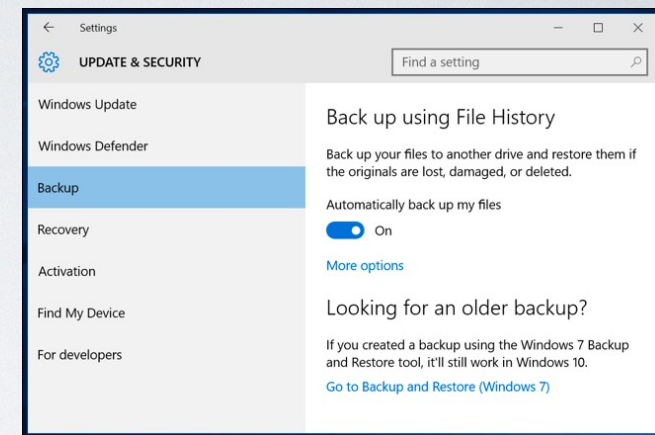 Settings
UPDATE & SECURITY
Find a setting
Windows Update
Windows Defender
Backup
Recovery
Activation
Find My Device
For developers
Back up using File History
Back up your files to another drive and restore them if
the originals are lost, damaged, or deleted.
Automatically back up my files
On
More options
Looking for an older backup?
If you created a backup using the Windows 7 Backup
and Restore tool, it'll still work in Windows 10.
Go to Backup and Restore (Windows 7)